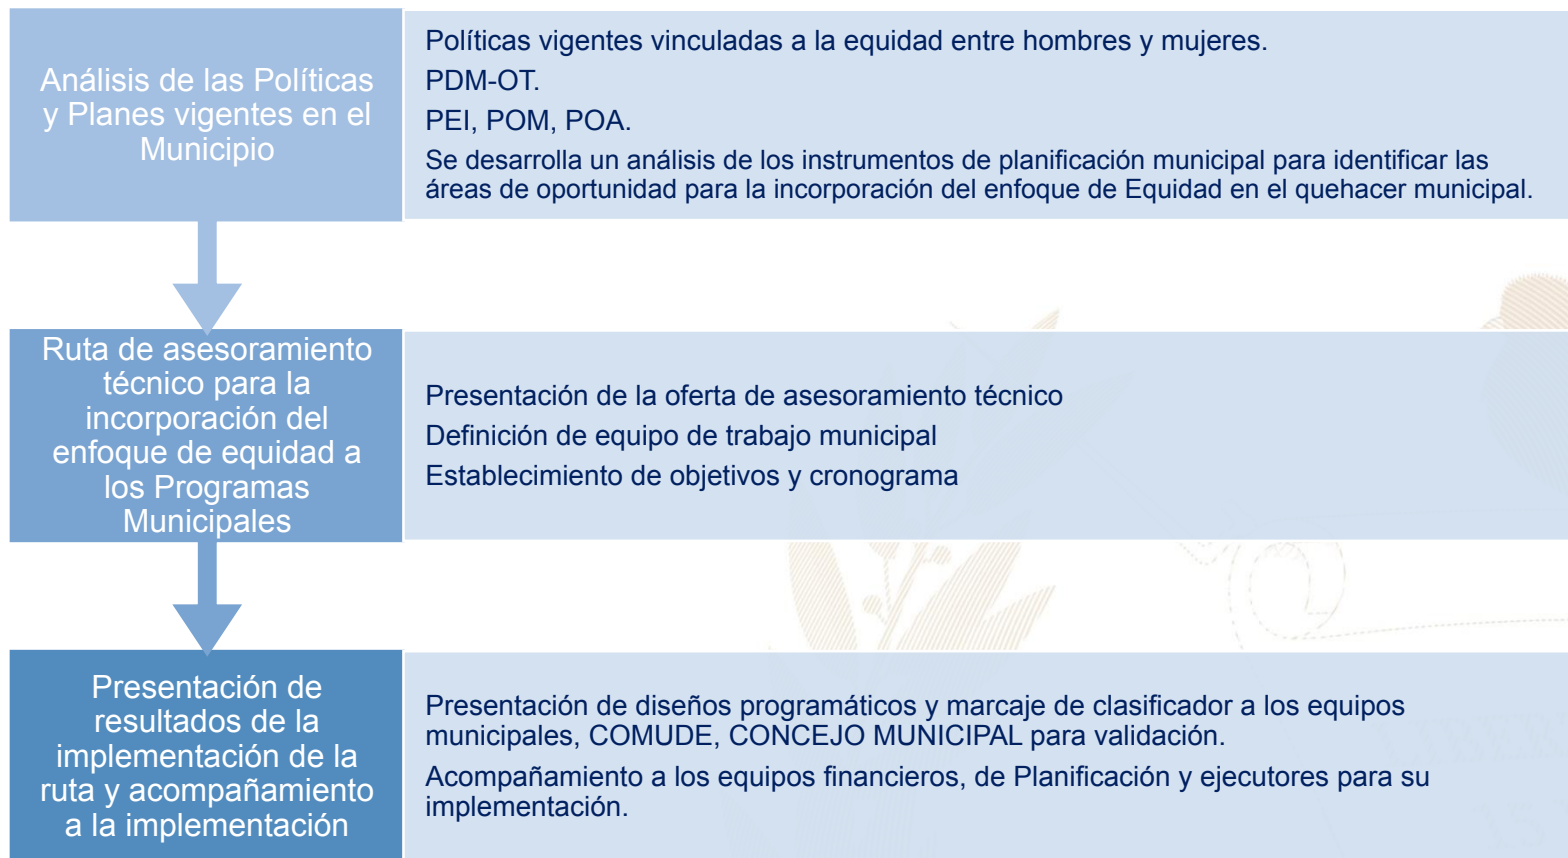 Análisis de las Políticas
y Planes vigentes en el
Municipio
Políticas vigentes vinculadas a la equidad entre hombres y mujeres.
PDM-OT.
PEI, POM, POA.
Se desarrolla un análisis de los instrumentos de planificación municipal para identificar las
áreas de oportunidad para la incorporación del enfoque de Equidad en el quehacer municipal.
Ruta de asesoramiento
técnico para la
incorporación del
enfoque de equidad a
los Programas
Municipales
Presentación de la oferta de asesoramiento técnico
Definición de equipo de trabajo municipal
Establecimiento de objetivos y cronograma
Presentación de
resultados de la
implementación de la
ruta y acompañamiento
a la implementación
Presentación de diseños programáticos y marcaje de clasificador a los equipos
municipales, COMUDE, CONCEJO MUNICIPAL para validación.
Acompañamiento a los equipos financieros, de Planificación y ejecutores para su
implementación.